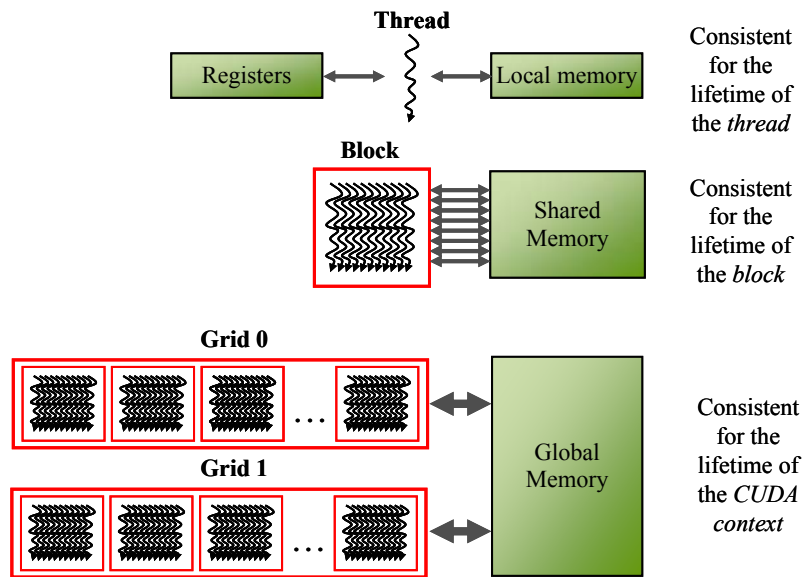 Thread
Registers
Local memory
Consistent
for the
lifetime of
the thread
Block
Shared
Memory
Consistent
for the
lifetime of
the block
Grid 0
...
Grid 1
...
Global
Memory
Consistent
for the
lifetime of
the CUDA
context